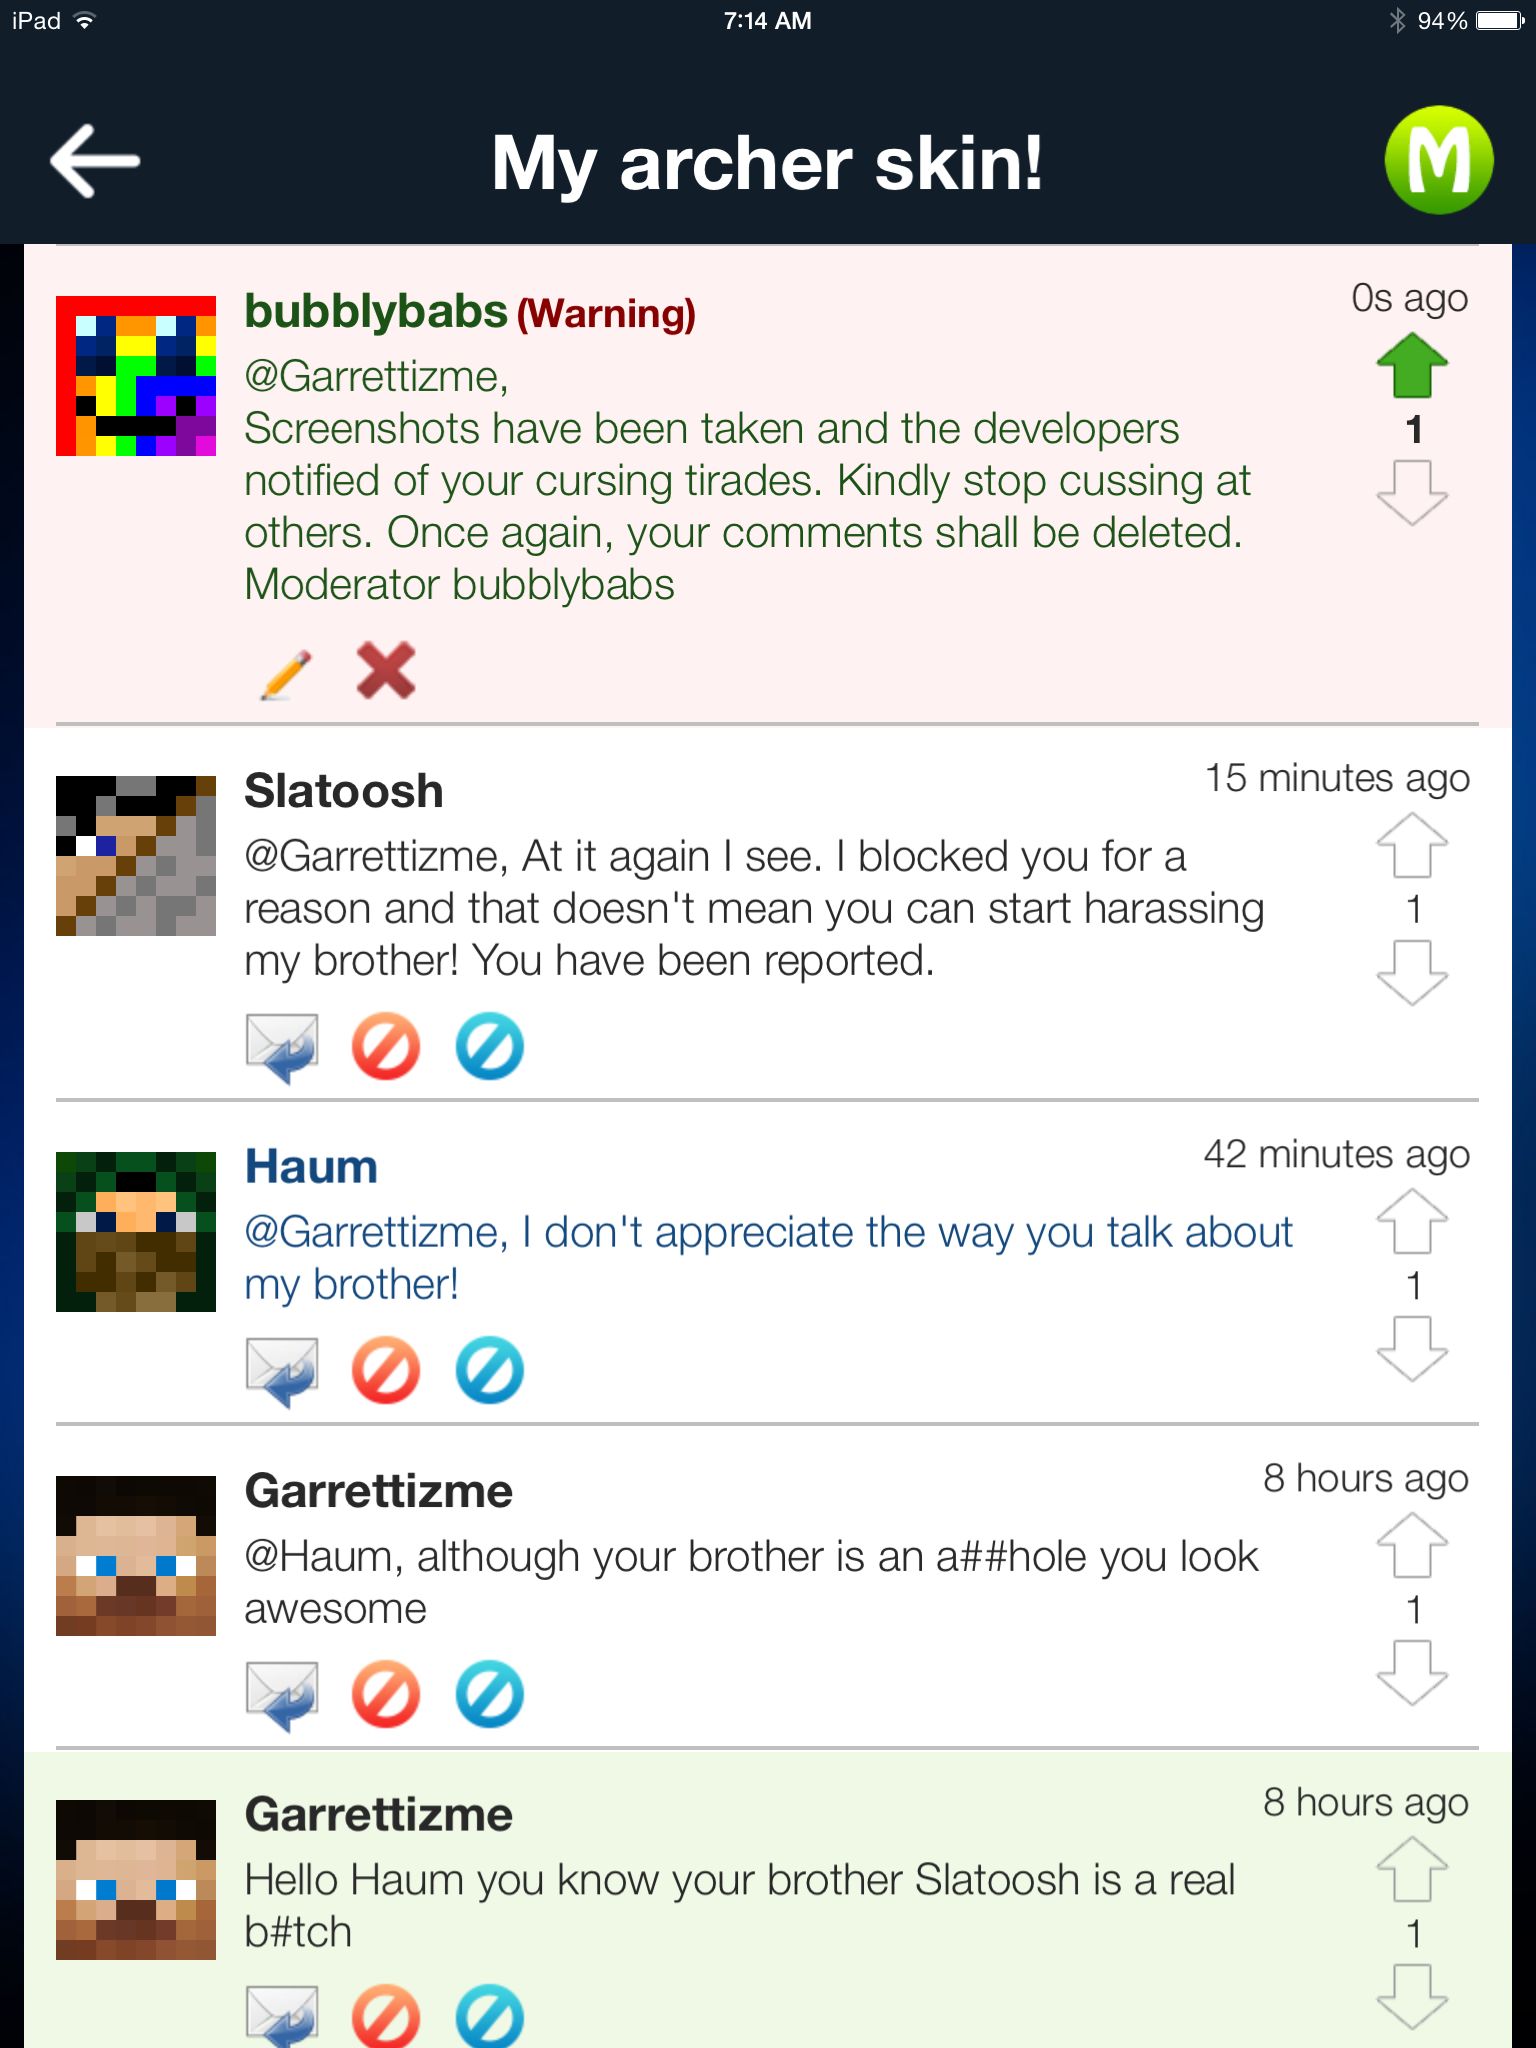 iPad 7:14 AM 94%
My archer skin!
M
bubblybabs (Warning) 0s ago
@Garrettizme,
Screenshots have been taken and the developers
notified of your cursing tirades. Kindly stop cussing at
others. Once again, your comments shall be deleted.
Moderator bubblybabs
1
Slatoosh 15 minutes ago
@Garrettizme, At it again I see. I blocked you for a
reason and that doesn't mean you can start harassing
my brother! You have been reported.
1
Haum 42 minutes ago
@Garrettizme, I don't appreciate the way you talk about
my brother!
1
Garrettizme 8 hours ago
@Haum, although your brother is an a##hole you look
awesome
1
Garrettizme 8 hours ago
Hello Haum you know your brother Slatoosh is a real
b#tch
1